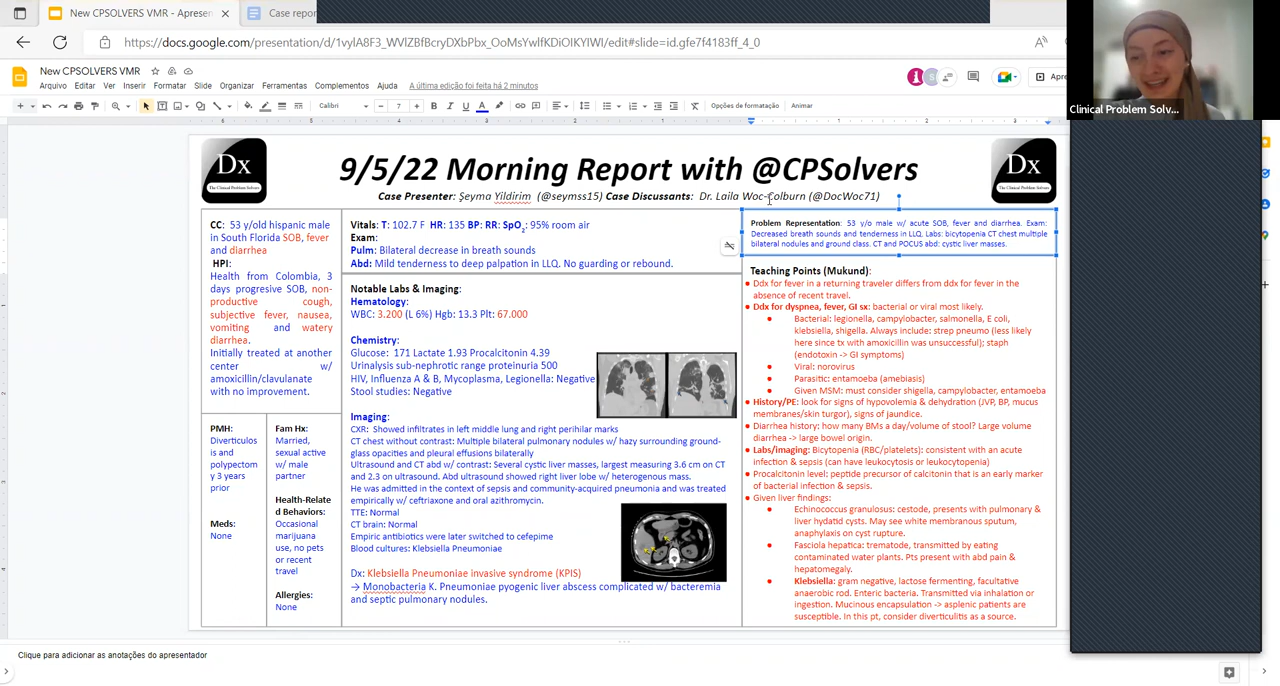 New CPSOLVERS VMR - Apresen
Case repor
https://docs.google.com/presentation/d/1vylA8F3_WVlZBfBcryDXbPbx_OoMsYwlfKDiOIKYIWI/edit#slide=id.gfe7f4183ff_4_0
New CPSOLVERS VMR
Arquivo Editar Ver Inserir Formatar Slide Organizar Ferramentas Complementos Ajuda A última edição foi feita há 2 minutos
Apre
Calibri 7 Opções de formatação Animar
Clinical Problem Solv...
Dx
The Clinical Problem Solvers
9/5/22 Morning Report with @CPSolvers
Case Presenter: Şeyma Yildirim (@seymss15) Case Discussants: Dr. Laila Woc-Colburn (@DocWoc71)
Dx
The Clinical Problem Solvers
CC: 53 y/old hispanic male
in South Florida SOB, fever
and diarrhea
HPI:
Health from Colombia, 3
days progresive SOB, non-
productive cough,
subjective fever, nausea,
vomiting and watery
diarrhea.
Initially treated at another
center w/
amoxicillin/clavulanate
with no improvement.
PMH:
Diverticulos
is and
polypectom
y 3 years
prior
Meds:
None
Fam Hx:
Married,
sexual active
w/ male
partner
Health-Relate
d Behaviors:
Occasional
marijuana
use, no pets
or recent
travel
Allergies:
None
Vitals: T: 102.7 F HR: 135 BP: RR: SpO2: 95% room air
Exam:
Pulm: Bilateral decrease in breath sounds
Abd: Mild tenderness to deep palpation in LLQ. No guarding or rebound.
Notable Labs & Imaging:
Hematology:
WBC: 3.200 (L 6%) Hgb: 13.3 Plt: 67.000
Chemistry:
Glucose: 171 Lactate 1.93 Procalcitonin 4.39
Urinalysis sub-nephrotic range proteinuria 500
HIV, Influenza A & B, Mycoplasma, Legionella: Negative
Stool studies: Negative
Imaging:
CXR: Showed infiltrates in left middle lung and right perihilar marks
CT chest without contrast: Multiple bilateral pulmonary nodules w/ hazy surrounding ground-
glass opacities and pleural effusions bilaterally
Ultrasound and CT abd w/ contrast: Several cystic liver masses, largest measuring 3.6 cm on CT
and 2.3 on ultrasound. Abd ultrasound showed right lobe w/ heterogenous mass.
He was admitted in the context of sepsis and community-acquired pneumonia and was treated
empirically w/ ceftriaxone and oral azithromycin.
TTE: Normal
CT brain: Normal
Empiric antibiotics were later switched to cefepime
Blood cultures: Klebsiella Pneumoniae
Dx: Klebsiella Pneumoniae invasive syndrome (KPIS)
→ Monobacteria K. Pneumoniae pyogenic liver abscess complicated w/ bacteremia
and septic pulmonary nodules.
Problem Representation: 53 y/o male w/ acute SOB, fever and diarrhea. Exam:
Decreased breath sounds and tenderness in LLQ. Labs: bicytopenia CT chest multiple
bilateral nodules and ground class. CT and POCUS abd: cystic liver masses.
Teaching Points (Mukund):
● Ddx for fever in a returning traveler differs from ddx for fever in the
absence of recent travel.
● Ddx for dyspnea, fever, GI sx: bacterial or viral most likely.
● Bacterial: legionella, campylobacter, salmonella, E coli,
klebsiella, shigella. Always include: strep pneumo (less likely
here since tx with amoxicillin was unsuccessful); staph
(endotoxin -> GI symptoms)
● Viral: norovirus
● Parasitic: entamoeba (amebiasis)
● Given MSM: must consider shigella, campylobacter, entamoeba
● History/PE: look for signs of hypovolemia & dehydration (JVP, BP, mucus
membranes/skin turgor), signs of jaundice.
● Diarrhea history: how many BMs a day/volume of stool? Large volume
diarrhea -> large bowel origin.
● Labs/imaging: Bicytopenia (RBC/platelets): consistent with an acute
infection & sepsis (can have leukocytosis or leukocytopenia)
● Procalcitonin level: peptide precursor of calcitonin that is an early marker
of bacterial infection & sepsis.
● Given liver findings:
● Echinococcus granulosus: cestode, presents with pulmonary &
liver hydatid cysts. May see white membranous sputum,
anaphylaxis on cyst rupture.
● Fasciola hepatica: trematode, transmitted by eating
contaminated water plants. Pts present with abd pain &
hepatomegaly.
● Klebsiella: gram negative, lactose fermenting, facultative
anaerobic rod. Enteric bacteria. Transmitted via inhalation or
ingestion. Mucinous encapsulation -> asplenic patients are
susceptible. In this pt, consider diverticulitis as a source.
Clique para adicionar as anotações do apresentador